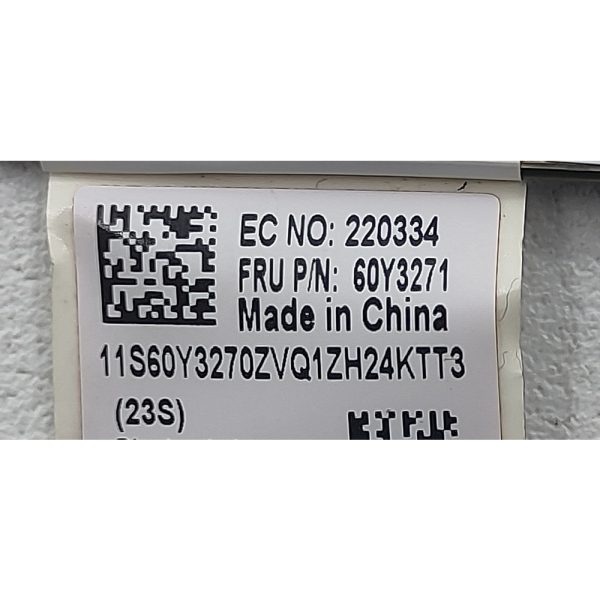 EC NO: 220334
FRU P/N: 60Y3271
Made in China
11S60Y3270ZVQ1ZH24KTT3
(23S)